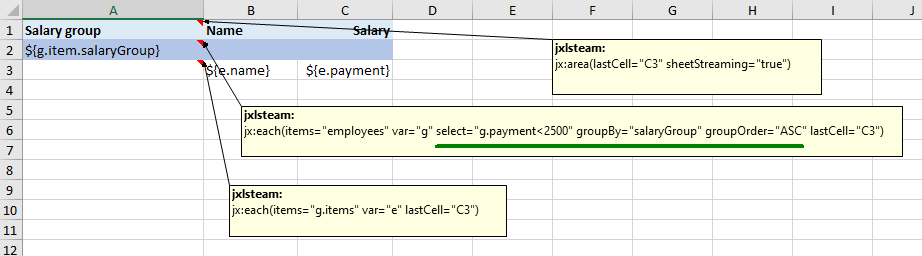 A B C D E F G H I J
1 Salary group Name Salary
2 ${g.item.salaryGroup}
jxlsteam:
jx:area(lastCell="C3" sheetStreaming="true")
3 ${e.name} ${e.payment}
4
5 jxlsteam:
6 jx:each(items="employees" var="g" select="g.payment<2500" groupBy="salaryGroup" groupOrder="ASC" lastCell="C3")
7
8
9 jxlsteam:
10 jx:each(items="g.items" var="e" lastCell="C3")
11
12